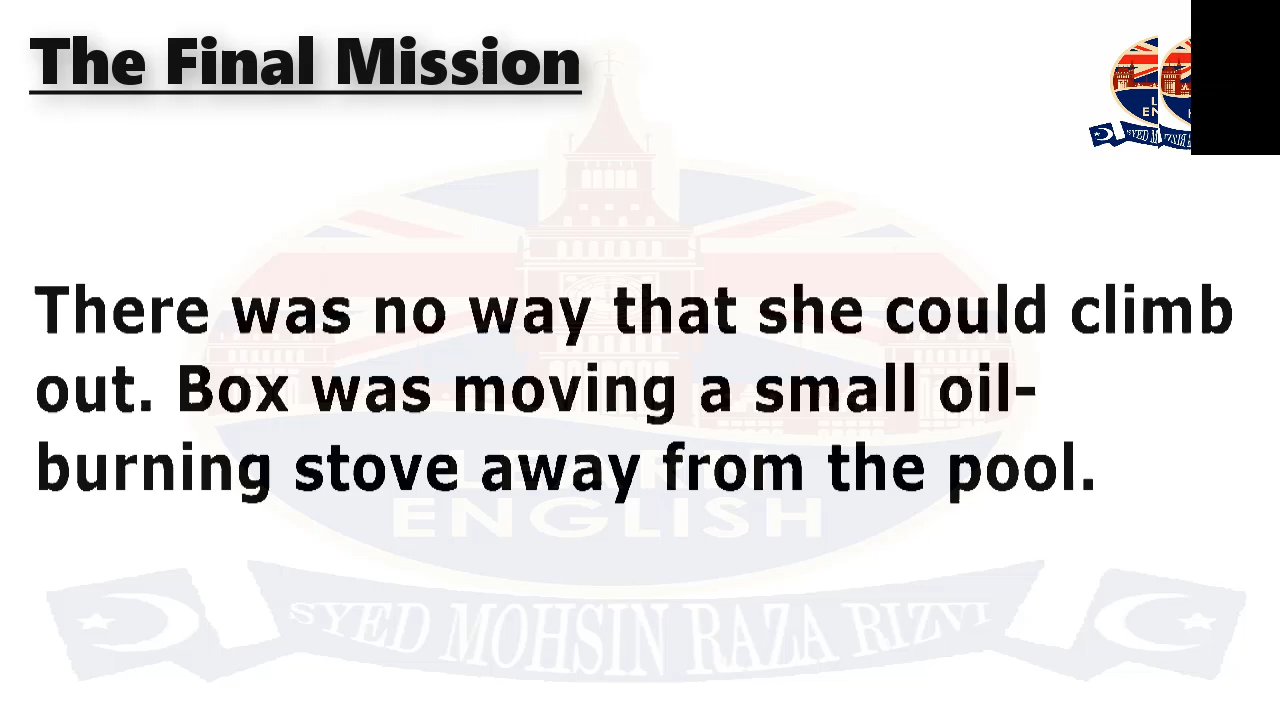 The Final Mission
There was no way that she could climb
out. Box was moving a small oil-
burning stove away from the pool.
ENGLISH
SYED MOHSIN RAZA RIZVI